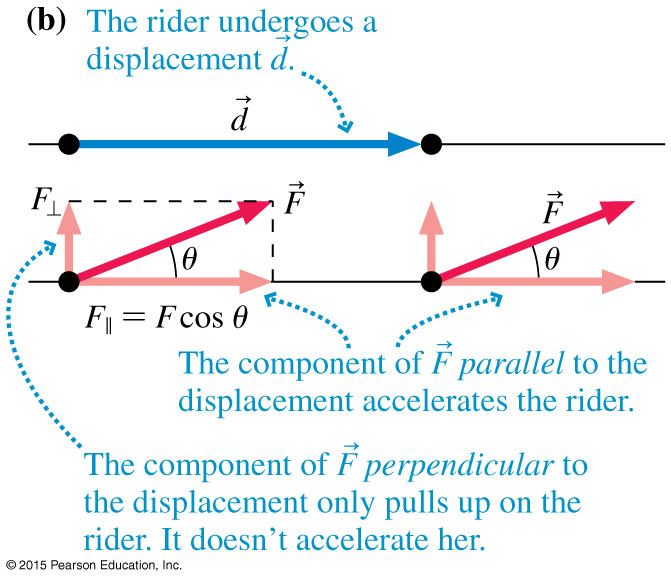 (b) The rider undergoes a
displacement d⃗.
d⃗
F⊥
F⃗
F⃗
θ
θ
F∥ = F cos θ
The component of F⃗ parallel to the
displacement accelerates the rider.
The component of F⃗ perpendicular to
the displacement only pulls up on the
rider. It doesn’t accelerate her.
© 2015 Pearson Education, Inc.